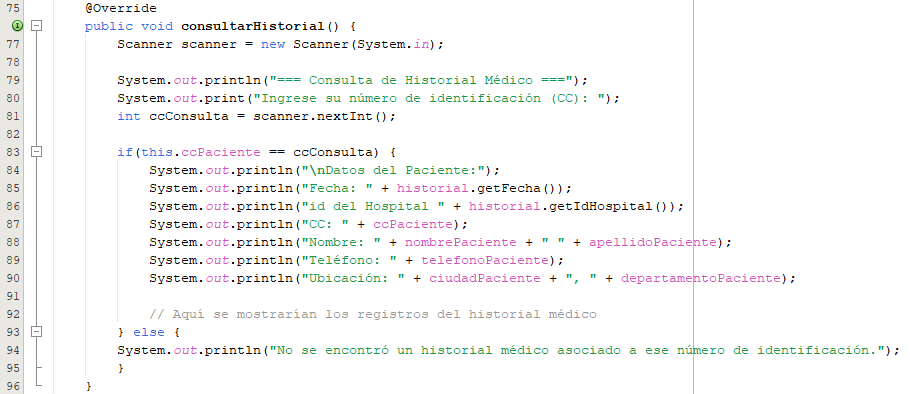 75 @Override
public void consultarHistorial() {
77 Scanner scanner = new Scanner(System.in);
78
79 System.out.println("=== Consulta de Historial Médico ===");
80 System.out.print("Ingrese su número de identificación (CC): ");
81 int ccConsulta = scanner.nextInt();
82
83 if(this.ccPaciente == ccConsulta) {
84 System.out.println("\nDatos del Paciente:");
85 System.out.println("Fecha: " + historial.getFecha());
86 System.out.println("id del Hospital " + historial.getIdHospital());
87 System.out.println("CC: " + ccPaciente);
88 System.out.println("Nombre: " + nombrePaciente + " " + apellidoPaciente);
89 System.out.println("Teléfono: " + telefonoPaciente);
90 System.out.println("Ubicación: " + ciudadPaciente + ", " + departamentoPaciente);
91
92 // Aquí se mostrarían los registros del historial médico
93 } else {
94 System.out.println("No se encontró un historial médico asociado a ese número de identificación.");
95 }
96 }